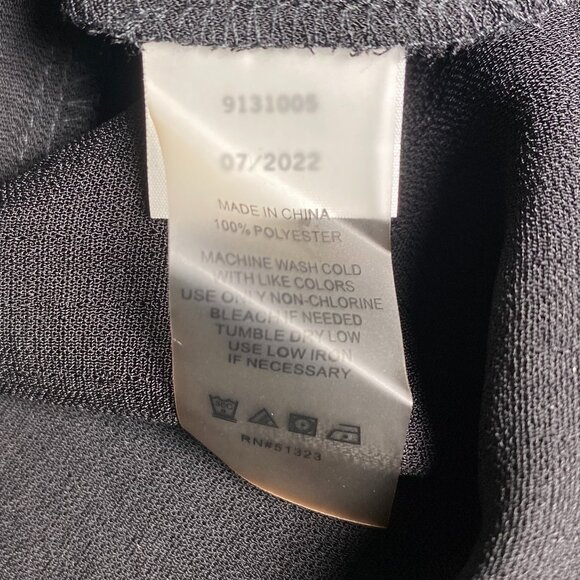 9131005
07/2022
MADE IN CHINA
100% POLYESTER
MACHINE WASH COLD
WITH LIKE COLORS
USE ONLY NON-CHLORINE
BLEACH IF NEEDED
TUMBLE DRY LOW
USE LOW IRON
IF NECESSARY
RN#51323